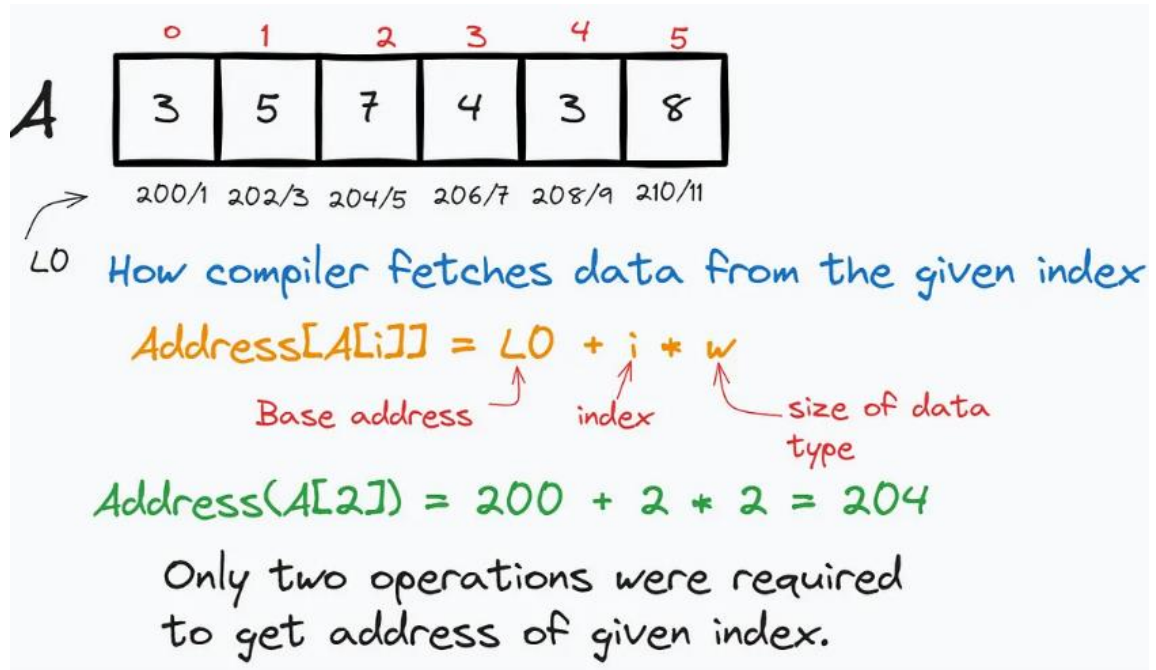 0 1 2 3 4 5
A 3 5 7 4 3 8
200/1 202/3 204/5 206/7 208/9 210/11
L0
How compiler fetches data from the given index
Address[A[i]] = L0 + i * w
Base address index size of data
type
Address(A[2]) = 200 + 2 * 2 = 204
Only two operations were required
to get address of given index.